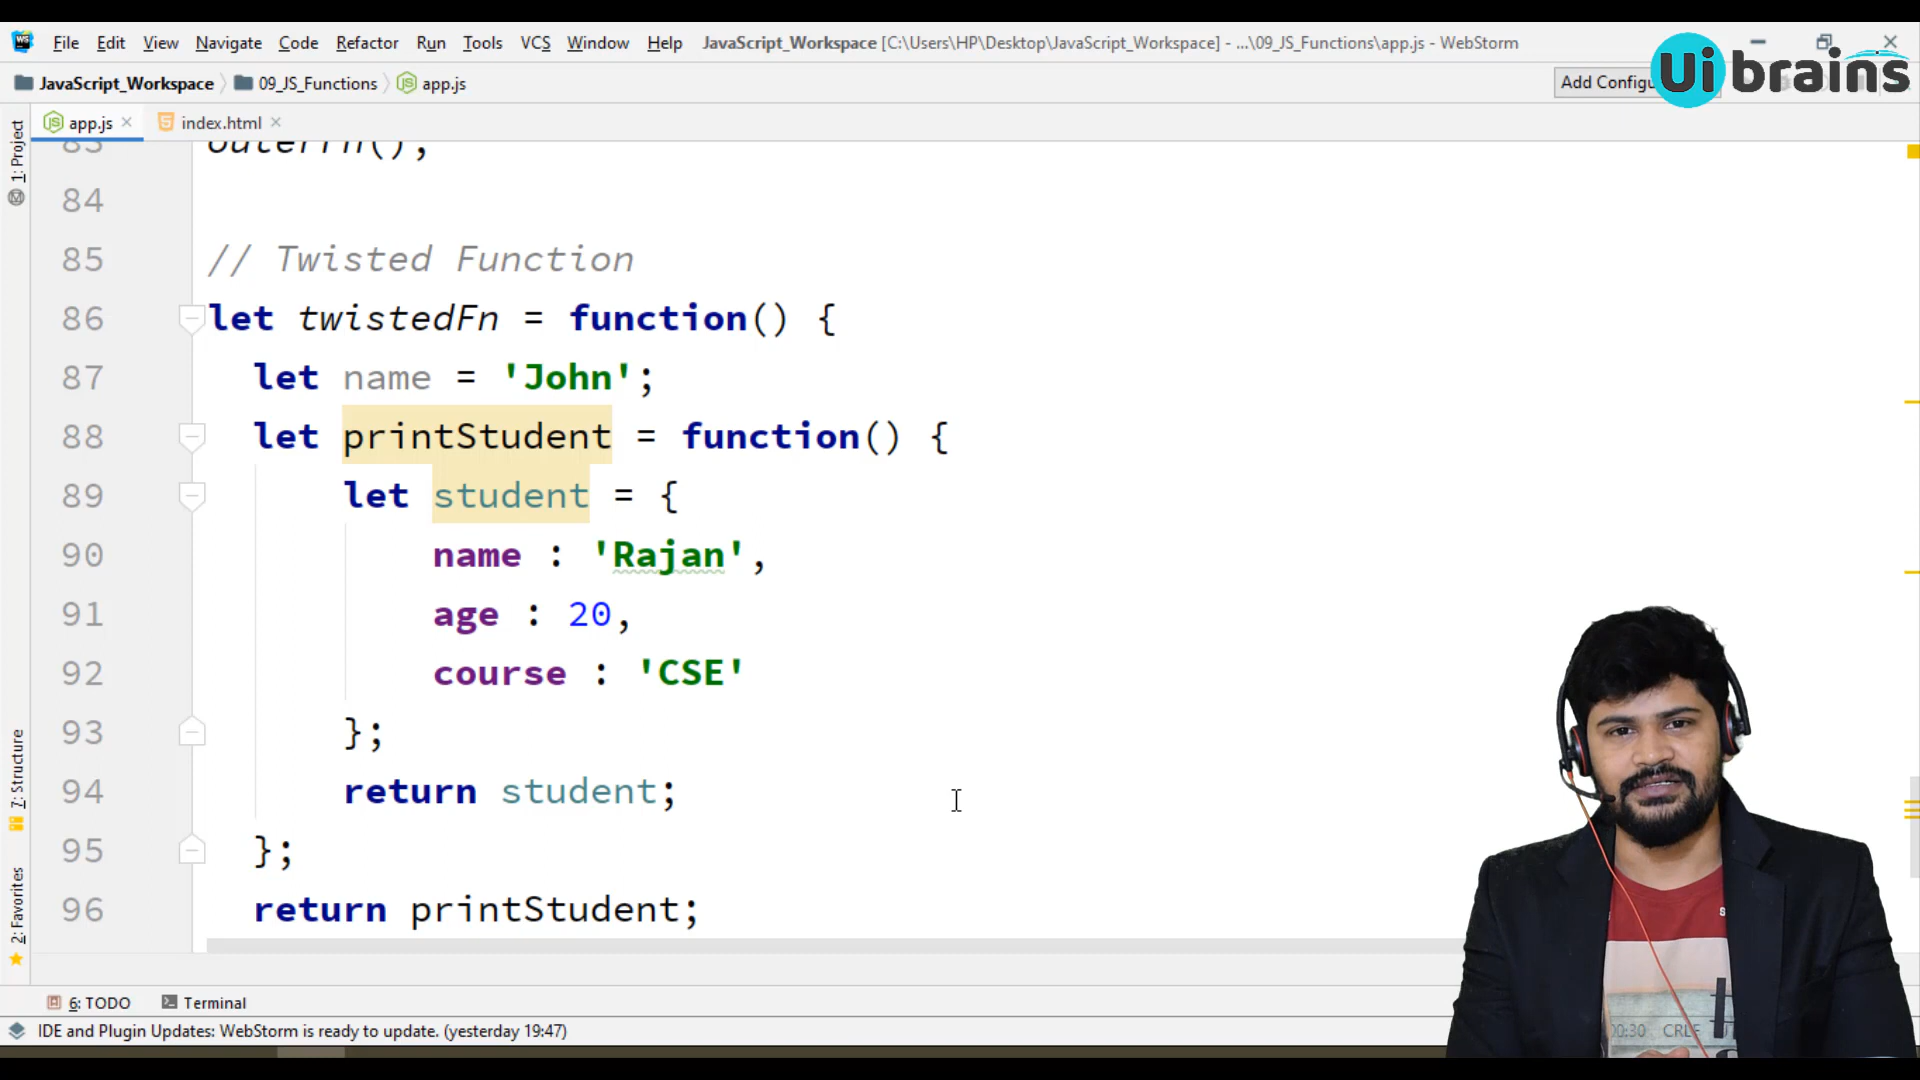 File Edit View Navigate Code Refactor Run Tools VCS Window Help JavaScript_Workspace [C:\Users\HP\Desktop\JavaScript_Workspace] - ...\09_JS_Functions\app.js - WebStorm
JavaScript_Workspace 09_JS_Functions app.js Add Configu
Ui brains
app.js index.html
1: Project
83 outerFn();
84
85 // Twisted Function
86 let twistedFn = function() {
87 let name = 'John';
88 let printStudent = function() {
89 let student = {
90 name : 'Rajan',
91 age : 20,
92 course : 'CSE'
93 };
94 return student;
95 };
96 return printStudent;
7: Structure
2: Favorites
6: TODO Terminal
IDE and Plugin Updates: WebStorm is ready to update. (yesterday 19:47) CRLF